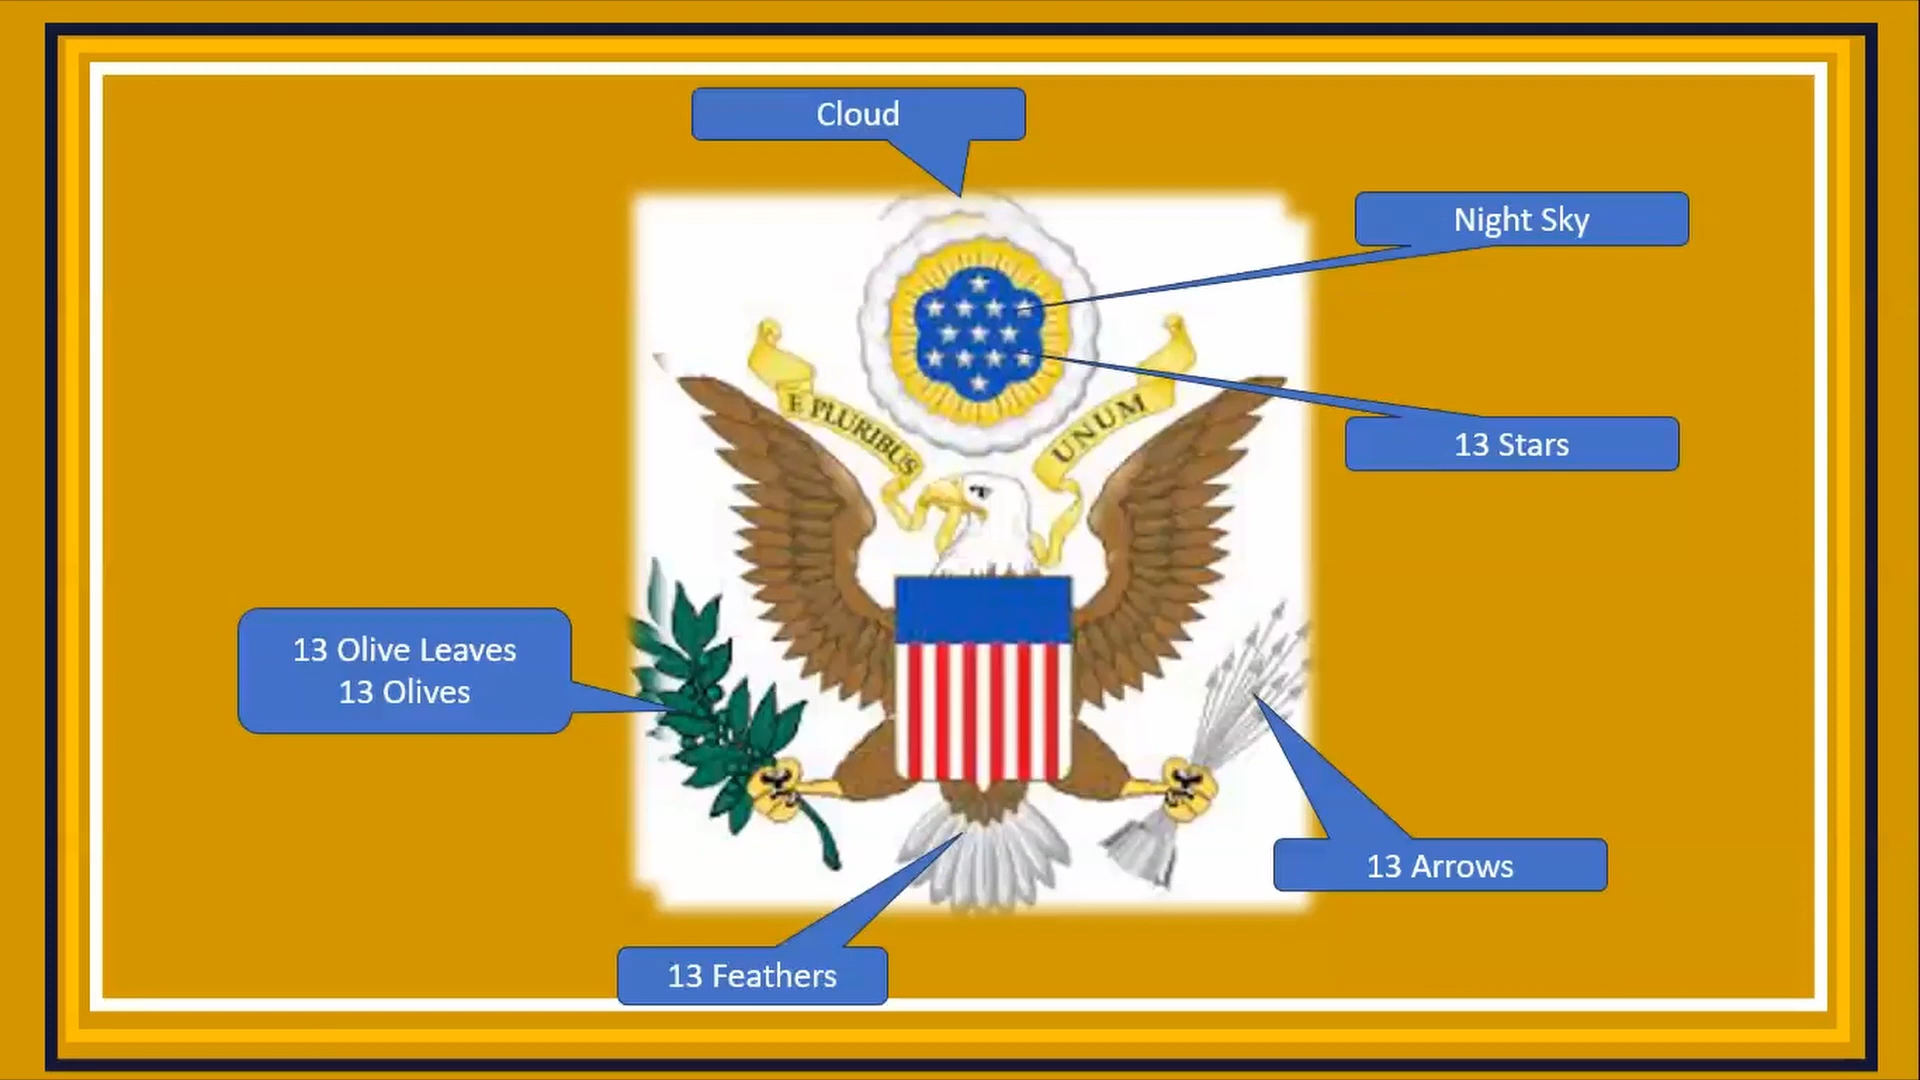 Cloud
Night Sky
E PLURIBUS UNUM
13 Stars
13 Olive Leaves
13 Olives
13 Arrows
13 Feathers